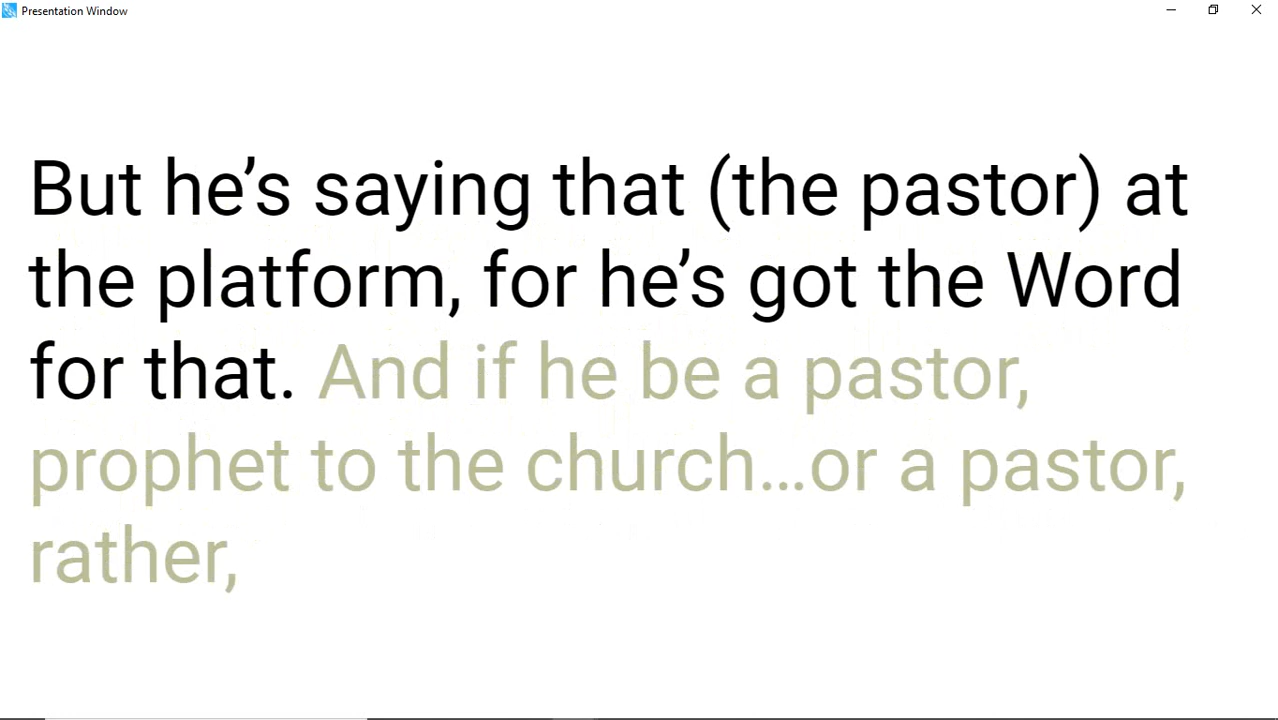 Presentation Window
But he’s saying that (the pastor) at
the platform, for he’s got the Word
for that. And if he be a pastor,
prophet to the church…or a pastor,
rather,